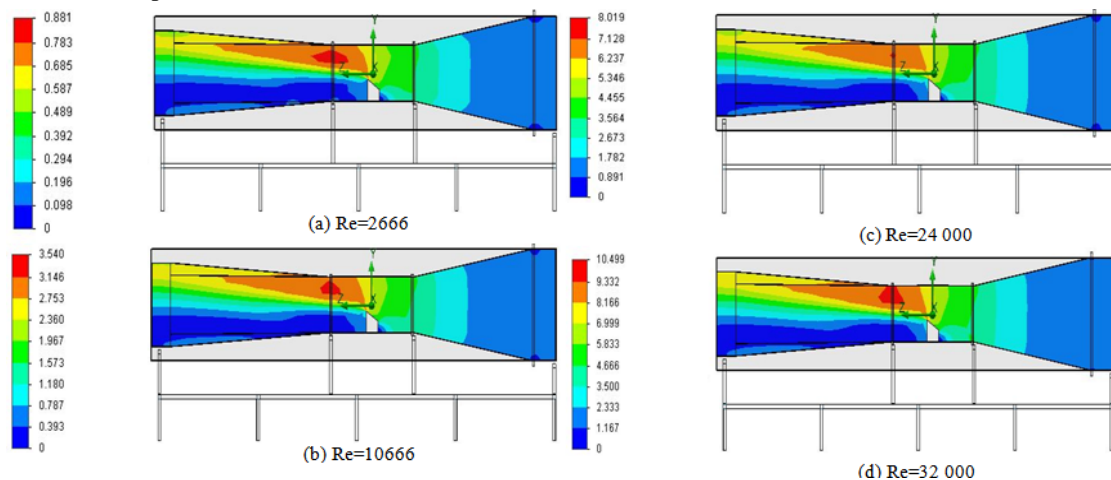 0.881
0.783
0.685
0.587
0.489
0.392
0.294
0.196
0.098
0
Y
Z
X
(a) Re=2666
8.019
7.128
6.237
5.346
4.455
3.564
2.673
1.782
0.891
0
Y
Z
X
(c) Re=24 000
3.540
3.146
2.753
2.360
1.967
1.573
1.180
0.787
0.393
0
Y
Z
X
(b) Re=10666
10.499
9.332
8.166
6.999
5.833
4.666
3.500
2.333
1.167
0
Y
Z
X
(d) Re=32 000